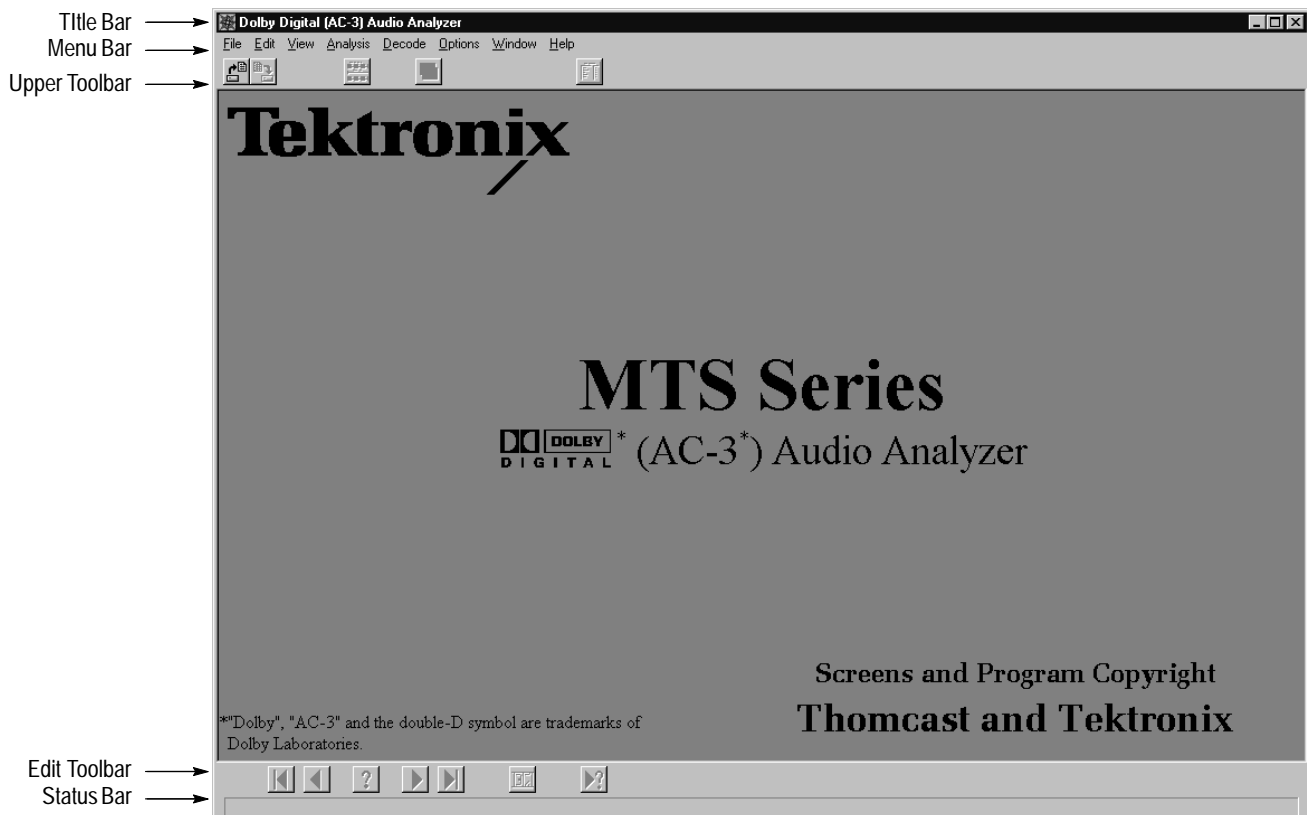 TItle Bar
Dolby Digital (AC-3) Audio Analyzer
Menu Bar
File Edit View Analysis Decode Options Window Help
Upper Toolbar
Tektronix
MTS Series
DOLBY DIGITAL * (AC-3*) Audio Analyzer
Screens and Program Copyright
Thomcast and Tektronix
*"Dolby", "AC-3" and the double-D symbol are trademarks of
Dolby Laboratories.
Edit Toolbar
? ?
Status Bar